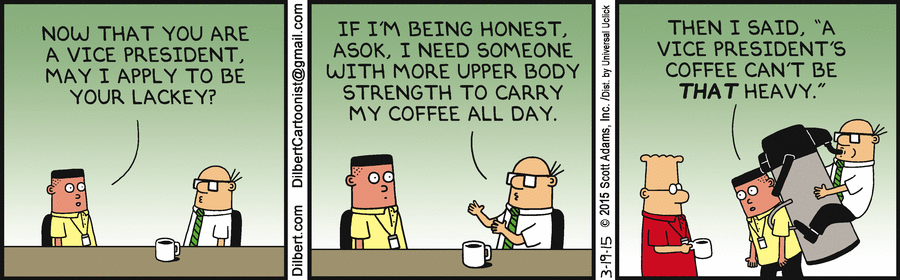 NOW THAT YOU ARE
A VICE PRESIDENT,
MAY I APPLY TO BE
YOUR LACKEY?
Dilbert.com DilbertCartoonist@gmail.com
IF I'M BEING HONEST,
ASOK, I NEED SOMEONE
WITH MORE UPPER BODY
STRENGTH TO CARRY
MY COFFEE ALL DAY.
3-19-15 © 2015 Scott Adams, Inc. /Dist. by Universal Uclick
THEN I SAID, "A
VICE PRESIDENT'S
COFFEE CAN'T BE
THAT HEAVY."